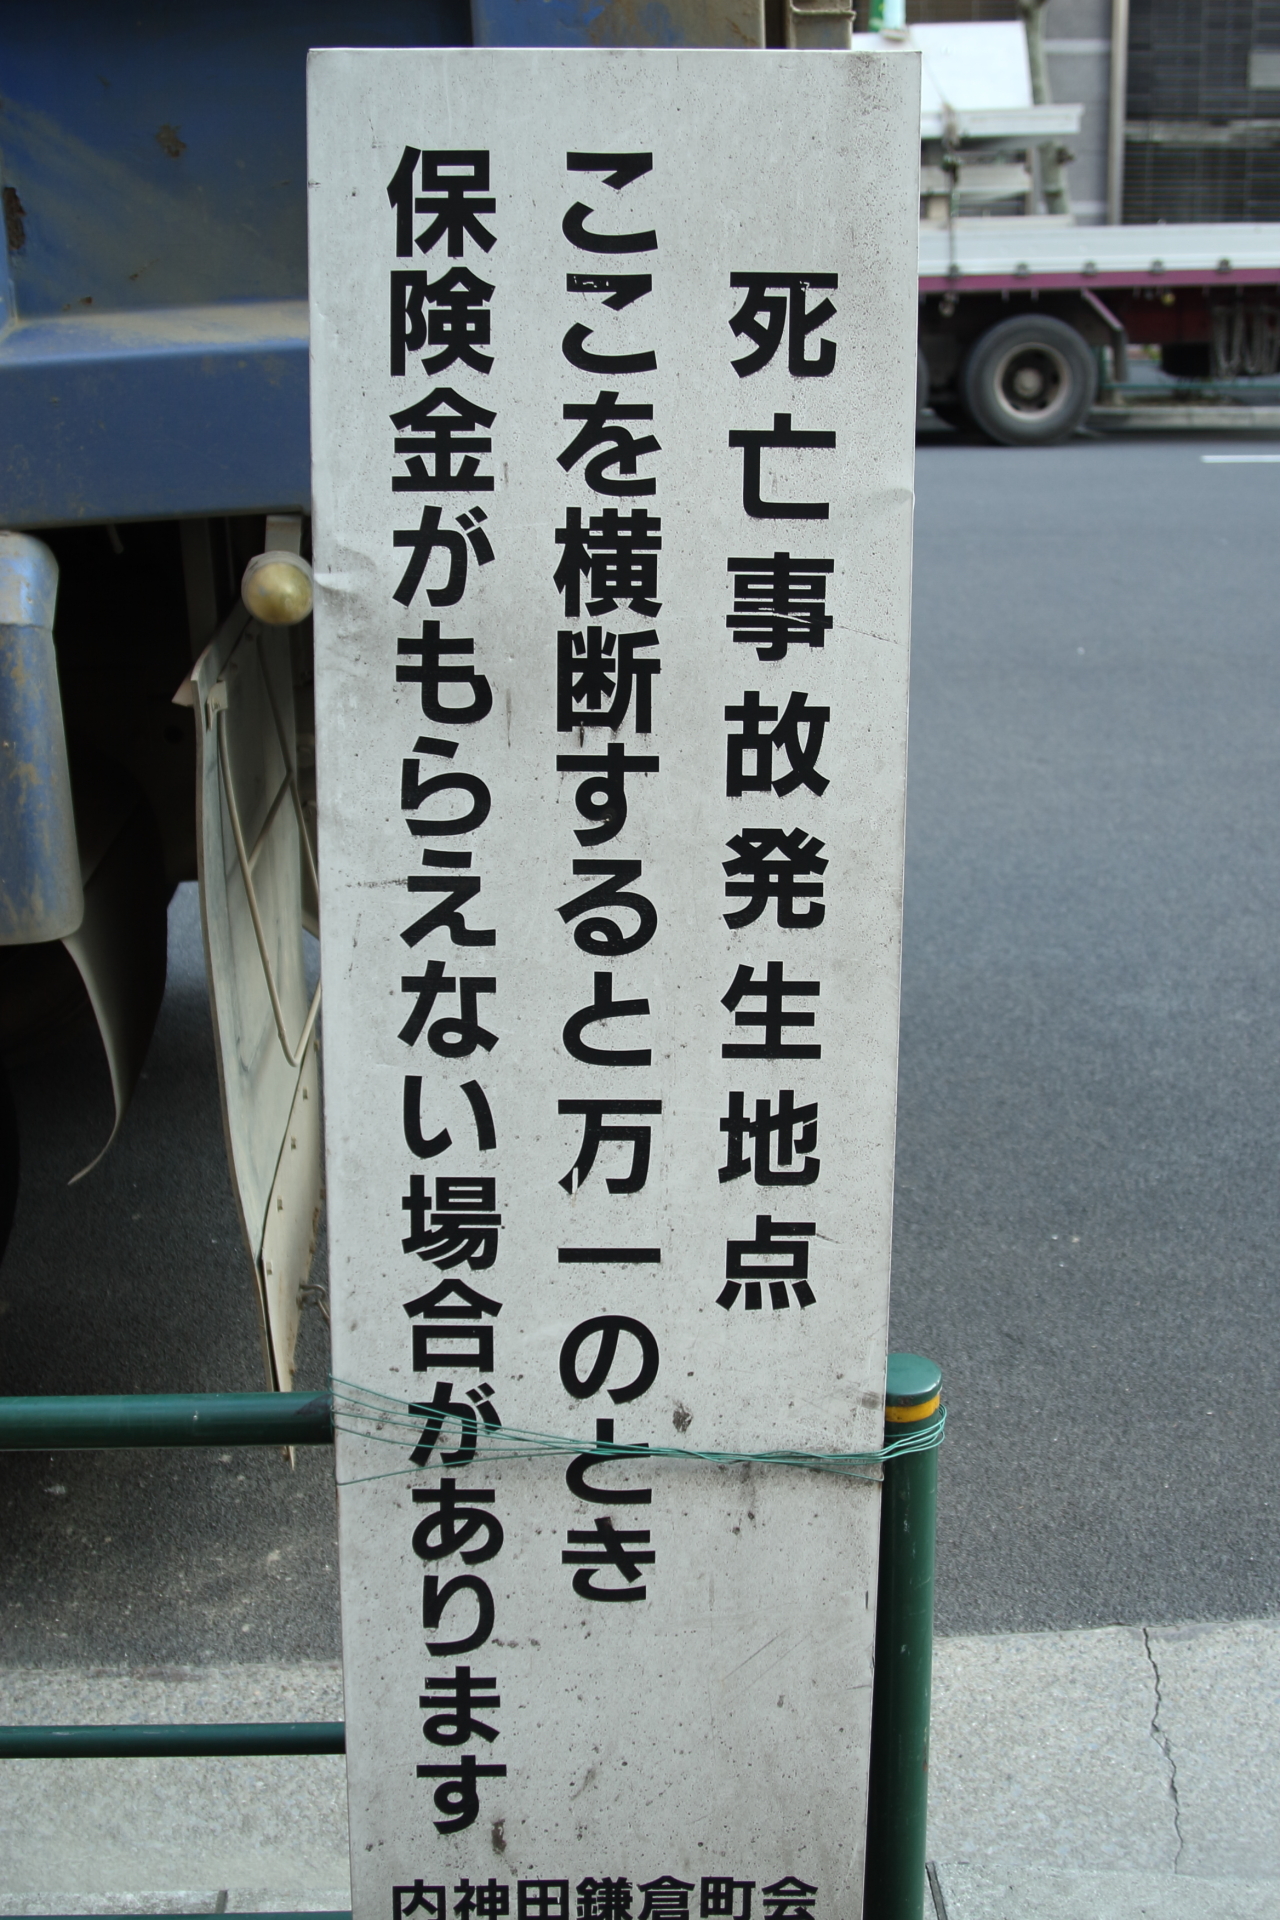 死亡事故発生地点
ここを横断すると万一のとき
保険金がもらえない場合があります
内神田鎌倉町会